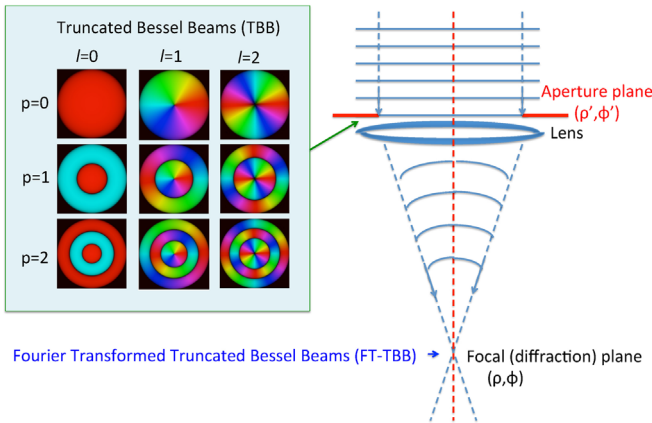 Truncated Bessel Beams (TBB)
l=0 l=1 l=2
p=0
p=1
p=2
Aperture plane
(ρ’,ϕ’)
Lens
Fourier Transformed Truncated Bessel Beams (FT-TBB)
Focal (diffraction) plane
(ρ,ϕ)